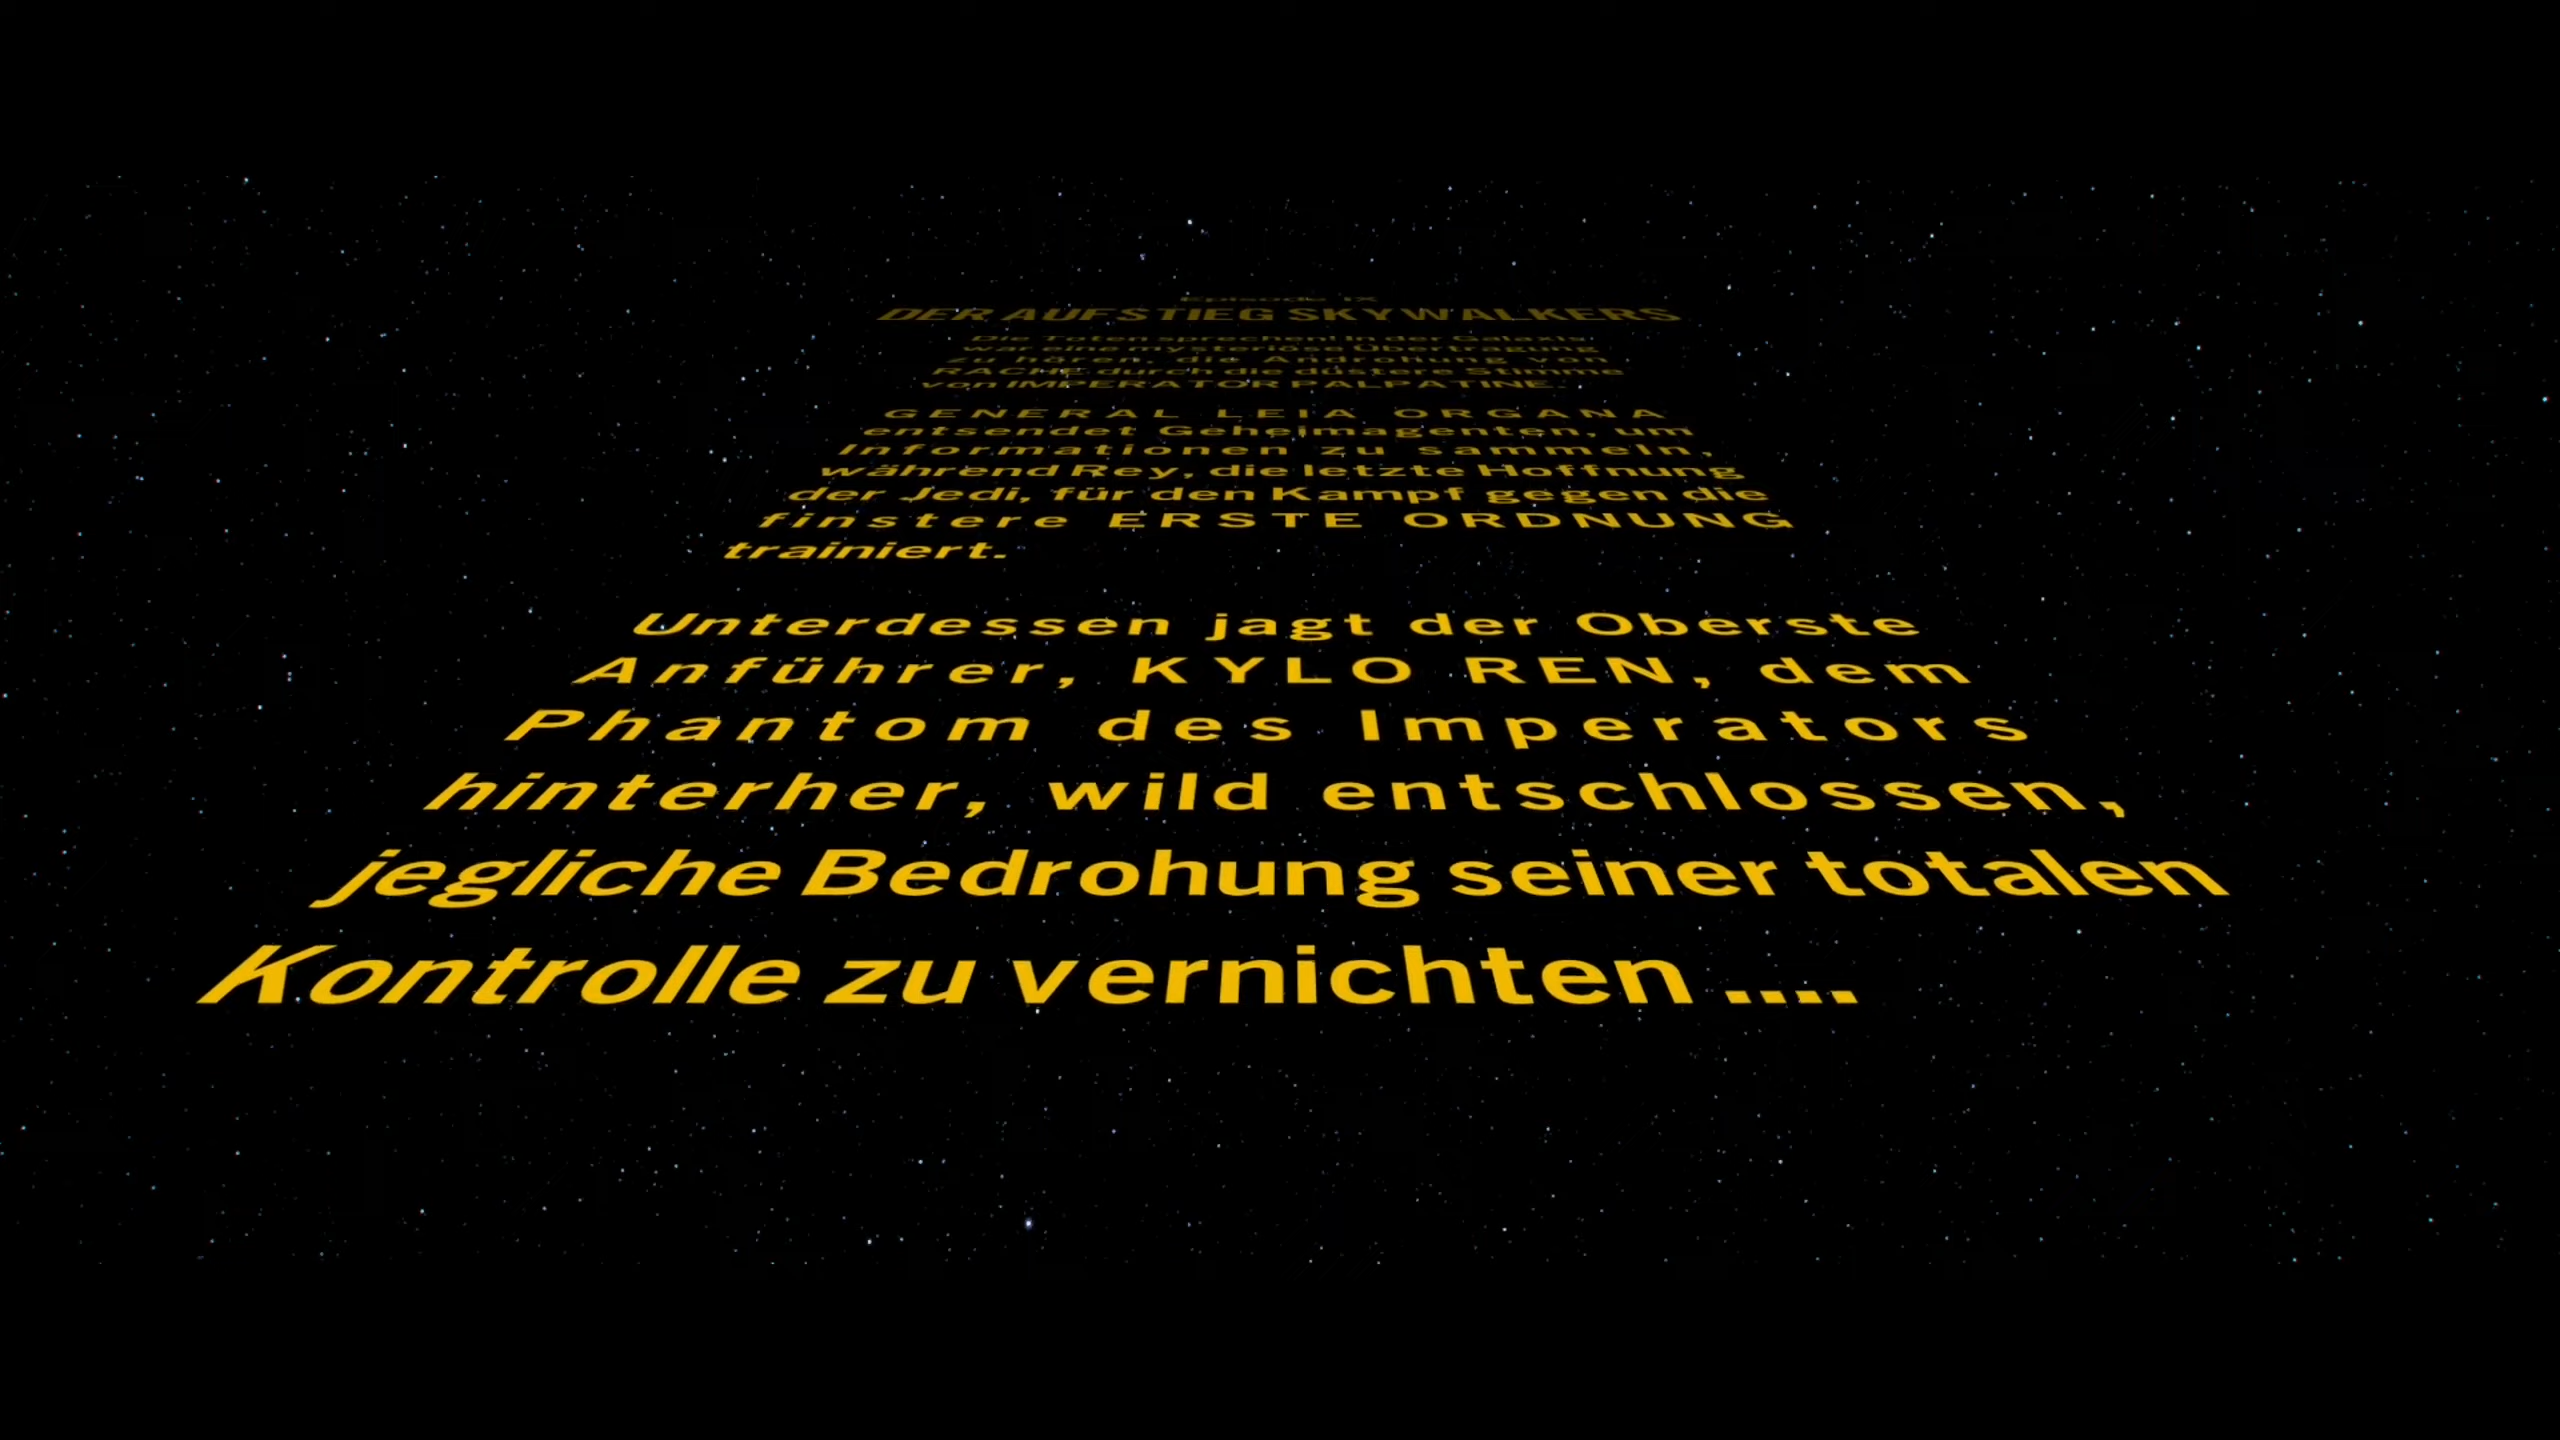 Episode IX
DER AUFSTIEG SKYWALKERS
Die Toten sprechen! In der Galaxis
war eine mysteriöse Übertragung
zu hören, die Androhung von
RACHE durch die düstere Stimme
von IMPERATOR PALPATINE.
GENERAL LEIA ORGANA
entsendet Geheimagenten, um
Informationen zu sammeln,
während Rey, die letzte Hoffnung
der Jedi, für den Kampf gegen die
finstere ERSTE ORDNUNG
trainiert.
Unterdessen jagt der Oberste
Anführer, KYLO REN, dem
Phantom des Imperators
hinterher, wild entschlossen,
jegliche Bedrohung seiner totalen
Kontrolle zu vernichten ....